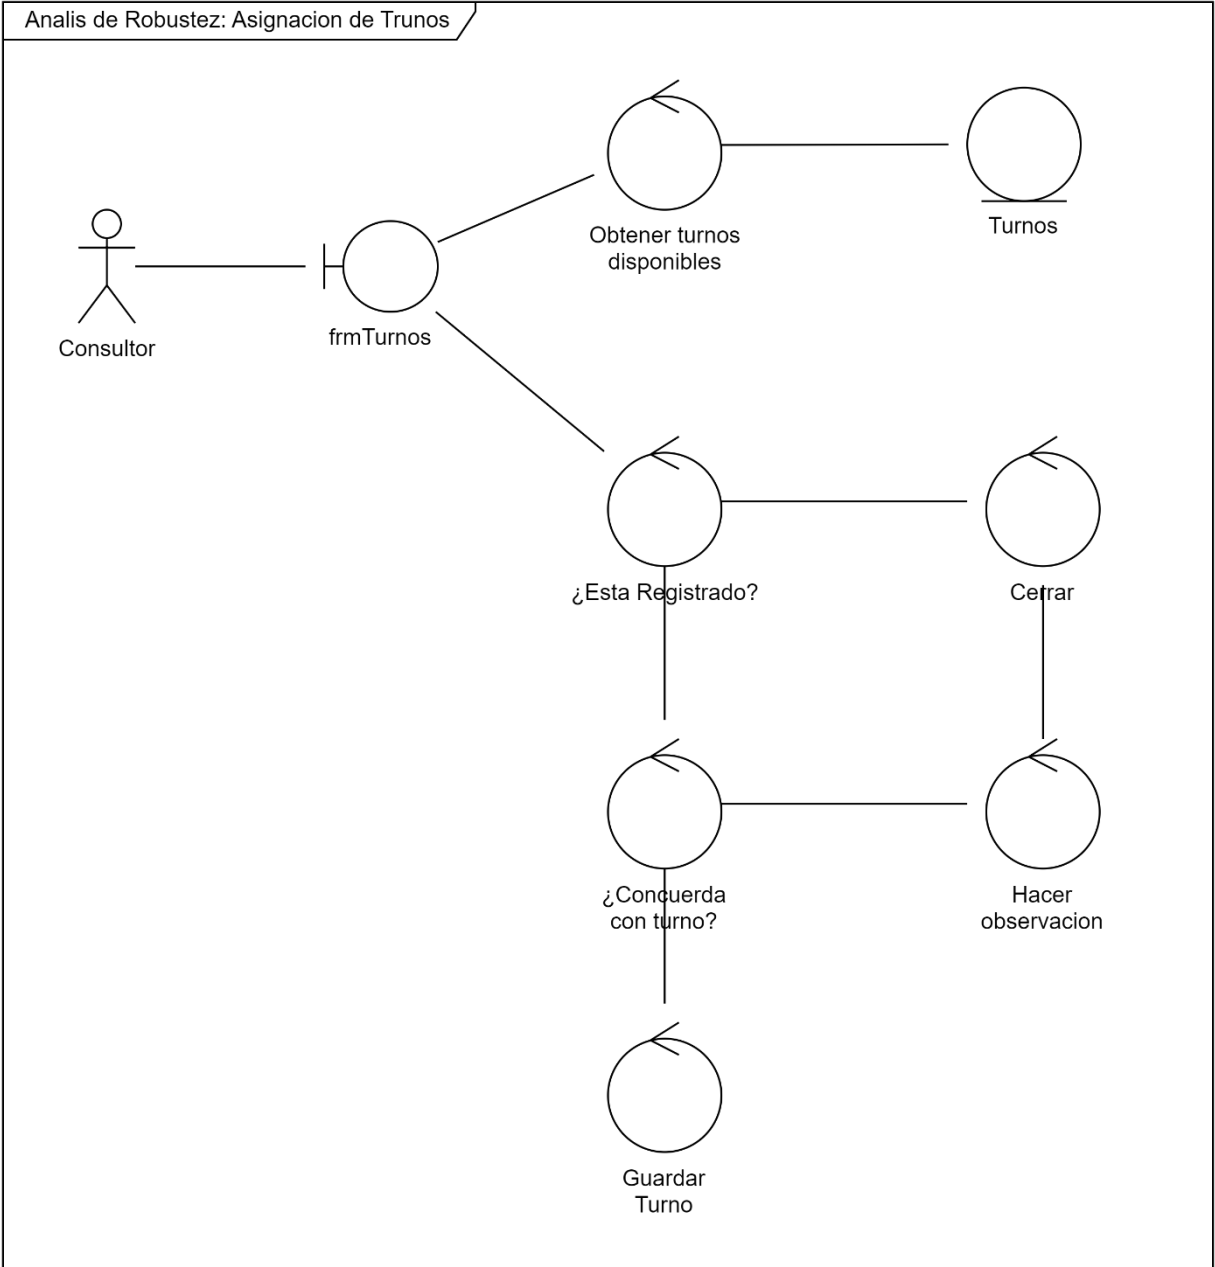 Analis de Robustez: Asignacion de Trunos
Obtener turnos
disponibles
Turnos
Consultor
frmTurnos
¿Esta Registrado?
Cerrar
¿Concuerda
con turno?
Hacer
observacion
Guardar
Turno